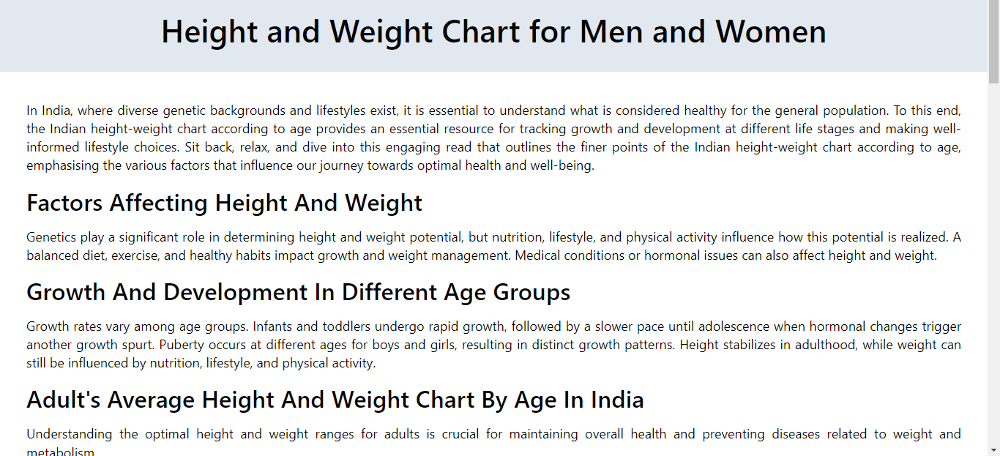 Height and Weight Chart for Men and Women
In India, where diverse genetic backgrounds and lifestyles exist, it is essential to understand what is considered healthy for the general population. To this end,
the Indian height-weight chart according to age provides an essential resource for tracking growth and development at different life stages and making well-
informed lifestyle choices. Sit back, relax, and dive into this engaging read that outlines the finer points of the Indian height-weight chart according to age,
emphasising the various factors that influence our journey towards optimal health and well-being.
Factors Affecting Height And Weight
Genetics play a significant role in determining height and weight potential, but nutrition, lifestyle, and physical activity influence how this potential is realized. A
balanced diet, exercise, and healthy habits impact growth and weight management. Medical conditions or hormonal issues can also affect height and weight.
Growth And Development In Different Age Groups
Growth rates vary among age groups. Infants and toddlers undergo rapid growth, followed by a slower pace until adolescence when hormonal changes trigger
another growth spurt. Puberty occurs at different ages for boys and girls, resulting in distinct growth patterns. Height stabilizes in adulthood, while weight can
still be influenced by nutrition, lifestyle, and physical activity.
Adult's Average Height And Weight Chart By Age In India
Understanding the optimal height and weight ranges for adults is crucial for maintaining overall health and preventing diseases related to weight and
metabolism